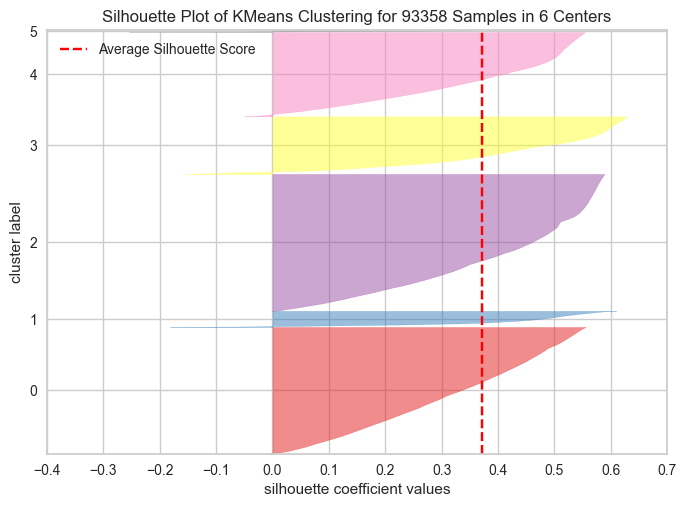 Silhouette Plot of KMeans Clustering for 93358 Samples in 6 Centers
Average Silhouette Score
5
4
3
2
1
0
cluster label
−0.4 −0.3 −0.2 −0.1 0.0 0.1 0.2 0.3 0.4 0.5 0.6 0.7
silhouette coefficient values